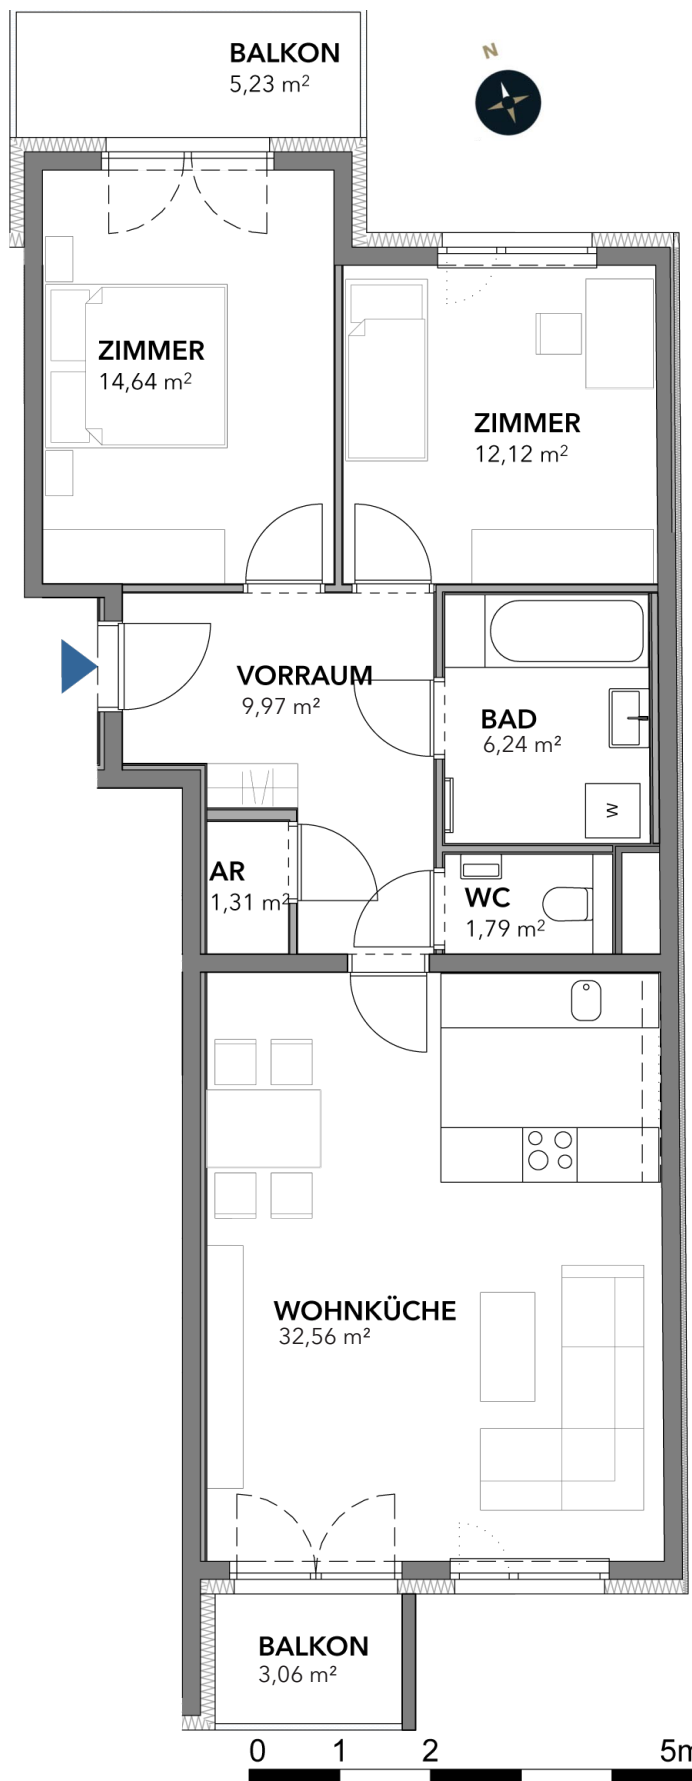 BALKON
5,23 m²
N
ZIMMER
14,64 m²
ZIMMER
12,12 m²
VORRAUM
9,97 m²
BAD
6,24 m²
W
AR
1,31 m²
WC
1,79 m²
WOHNKÜCHE
32,56 m²
BALKON
3,06 m²
0 1 2 5m